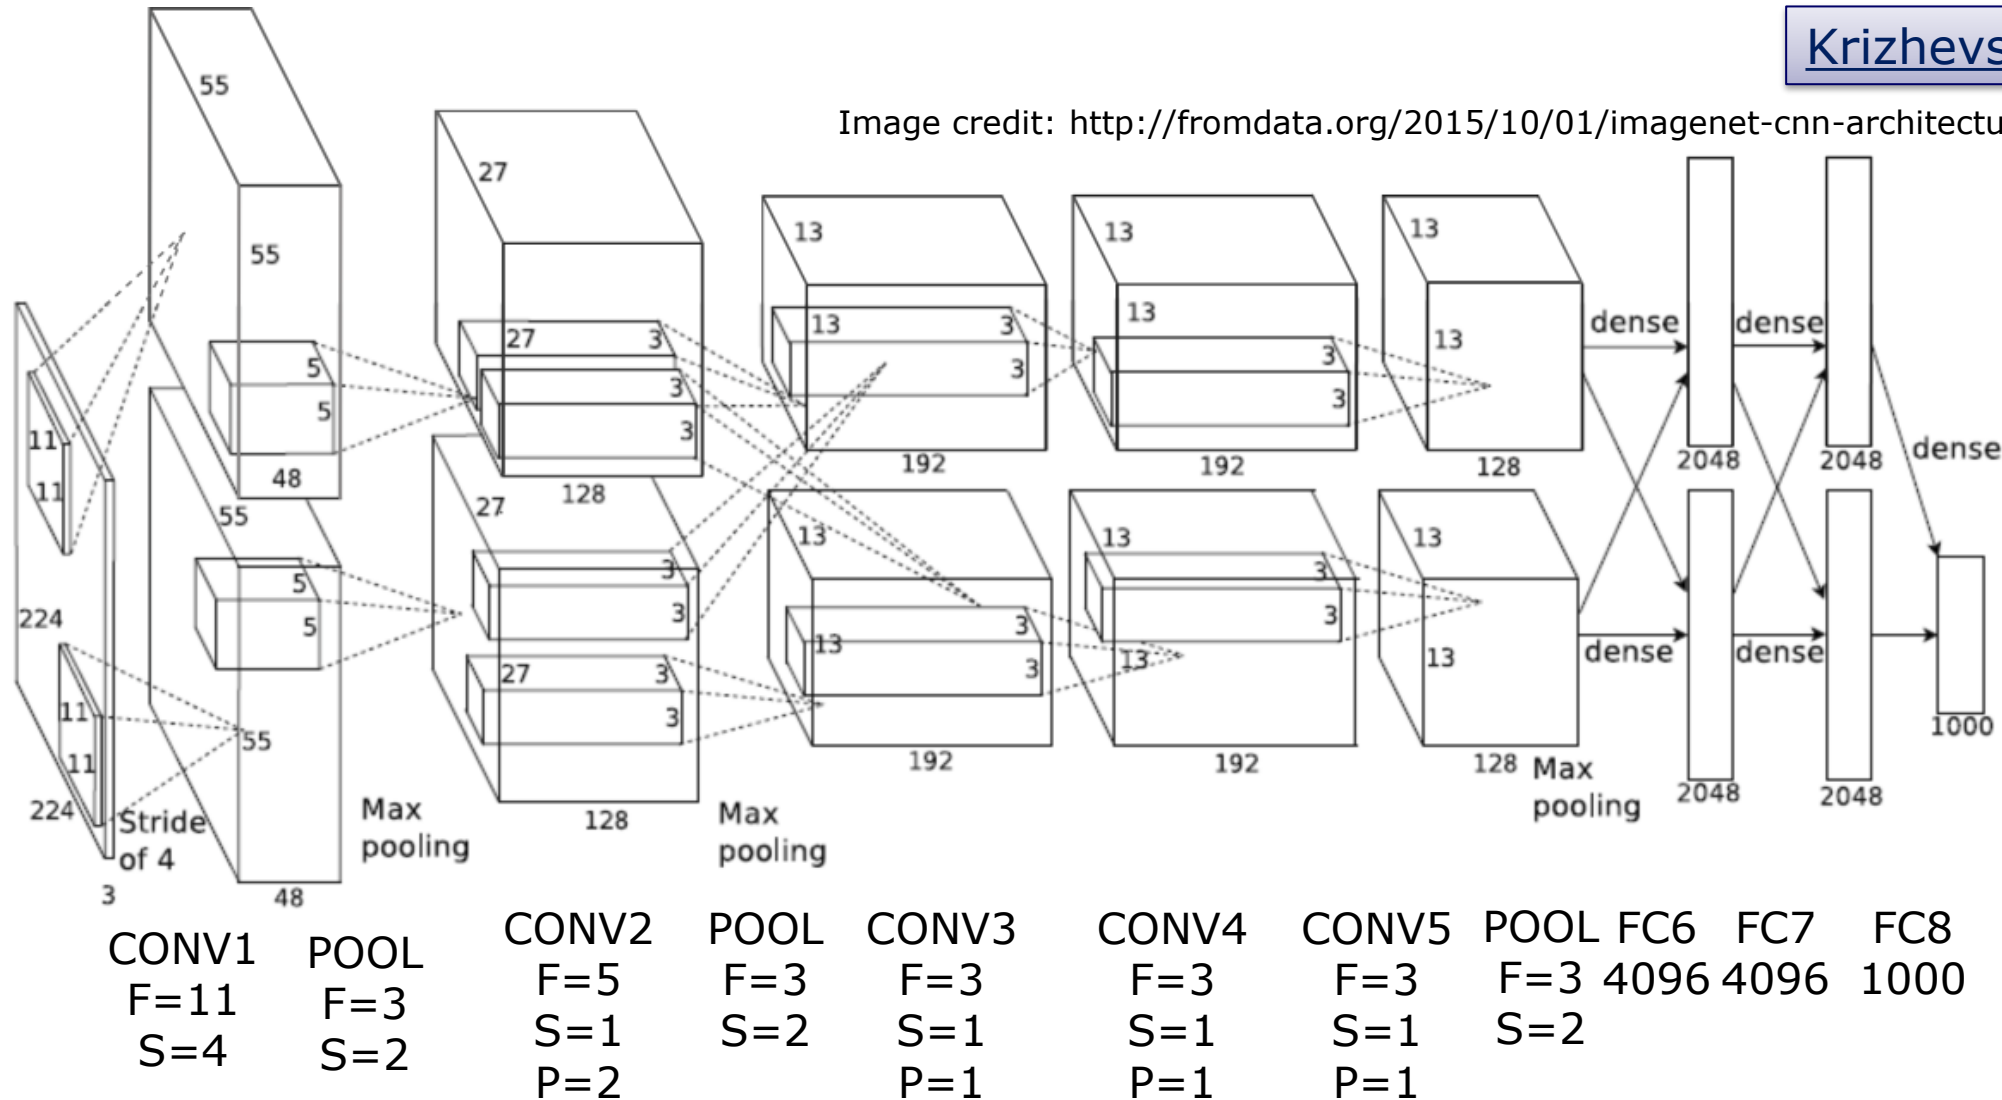 Krizhevs
Image credit: http://fromdata.org/2015/10/01/imagenet-cnn-architectu
55
55
5
5
48
27
27
3
3
3
3
128
13
13
3
3
192
13
13
3
3
192
13
13
128
dense
dense
2048
2048
dense
11
11
224
11
11
224
3
Stride
of 4
55
5
5
55
48
Max
pooling
27
3
3
27
3
3
128
Max
pooling
13
13
3
3
192
13
3
3
13
192
13
13
128
Max
pooling
dense
dense
2048
2048
1000
CONV1
F=11
S=4
POOL
F=3
S=2
CONV2
F=5
S=1
P=2
POOL
F=3
S=2
CONV3
F=3
S=1
P=1
CONV4
F=3
S=1
P=1
CONV5
F=3
S=1
P=1
POOL
F=3
S=2
FC6
4096
FC7
4096
FC8
1000